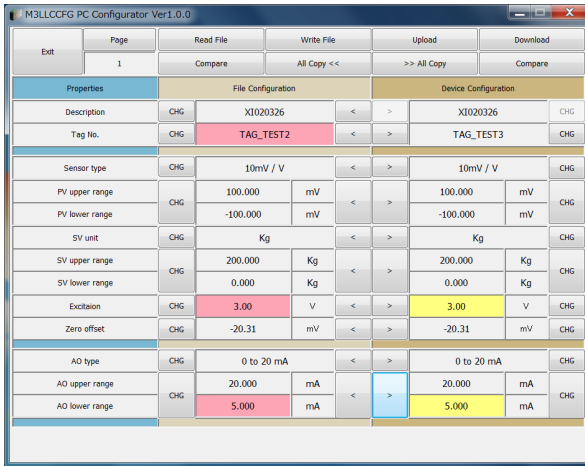 M3LLCCFG PC Configurator Ver1.0.0
Exit Page Read File Write File Upload Download
1 Compare All Copy << >> All Copy Compare
Properties File Configuration Device Configuration
Description CHG XI020326 < > XI020326 CHG
Tag No. CHG TAG_TEST2 < > TAG_TEST3 CHG
Sensor type CHG 10mV / V < > 10mV / V CHG
PV upper range CHG 100.000 mV < > 100.000 mV CHG
PV lower range -100.000 mV -100.000 mV
SV unit CHG Kg < > Kg CHG
SV upper range CHG 200.000 Kg < > 200.000 Kg CHG
SV lower range 0.000 Kg 0.000 Kg
Excitaion CHG 3.00 V < > 3.00 V CHG
Zero offset CHG -20.31 mV < > -20.31 mV CHG
AO type CHG 0 to 20 mA < > 0 to 20 mA CHG
AO upper range CHG 20.000 mA < > 20.000 mA CHG
AO lower range 5.000 mA 5.000 mA